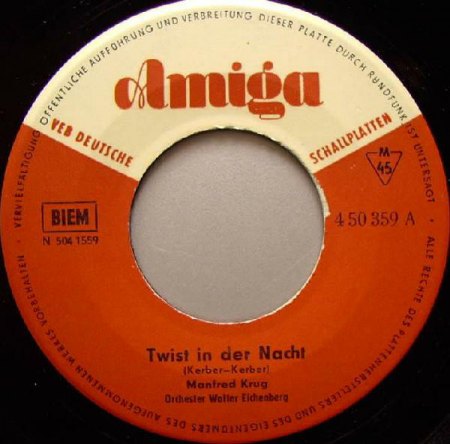 VERVIELFÄLTIGUNG ÖFFENTLICHE AUFFÜHRUNG UND VERBREITUNG DIESER PLATTE DURCH RUNDFUNK IST UNTERSAGT · ALLE RECHTE DES PLATTENHERSTELLERS UND DES EIGENTÜMERS DES AUFGENOMMENEN WERKES VORBEHALTEN ·
Amiga
VEB DEUTSCHE SCHALLPLATTEN
M
45
BIEM
N 504 1559
4 50 359 A
Twist in der Nacht
(Kerber-Kerber)
Manfred Krug
Orchester Walter Eichenberg